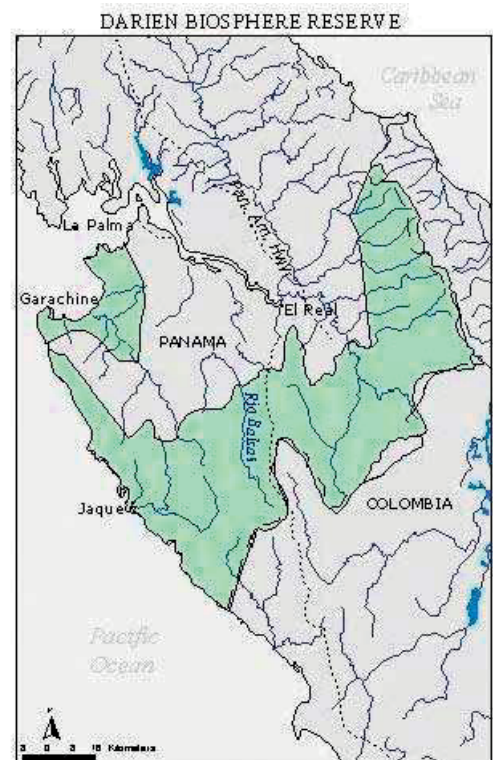 DARIEN BIOSPHERE RESERVE
Caribbean
Sea
Pan. Am. Hwy.
La Palma
Garachine
El Real
PANAMA
Rio Balsas
Jaque
COLOMBIA
Pacific
Ocean
Kilometers